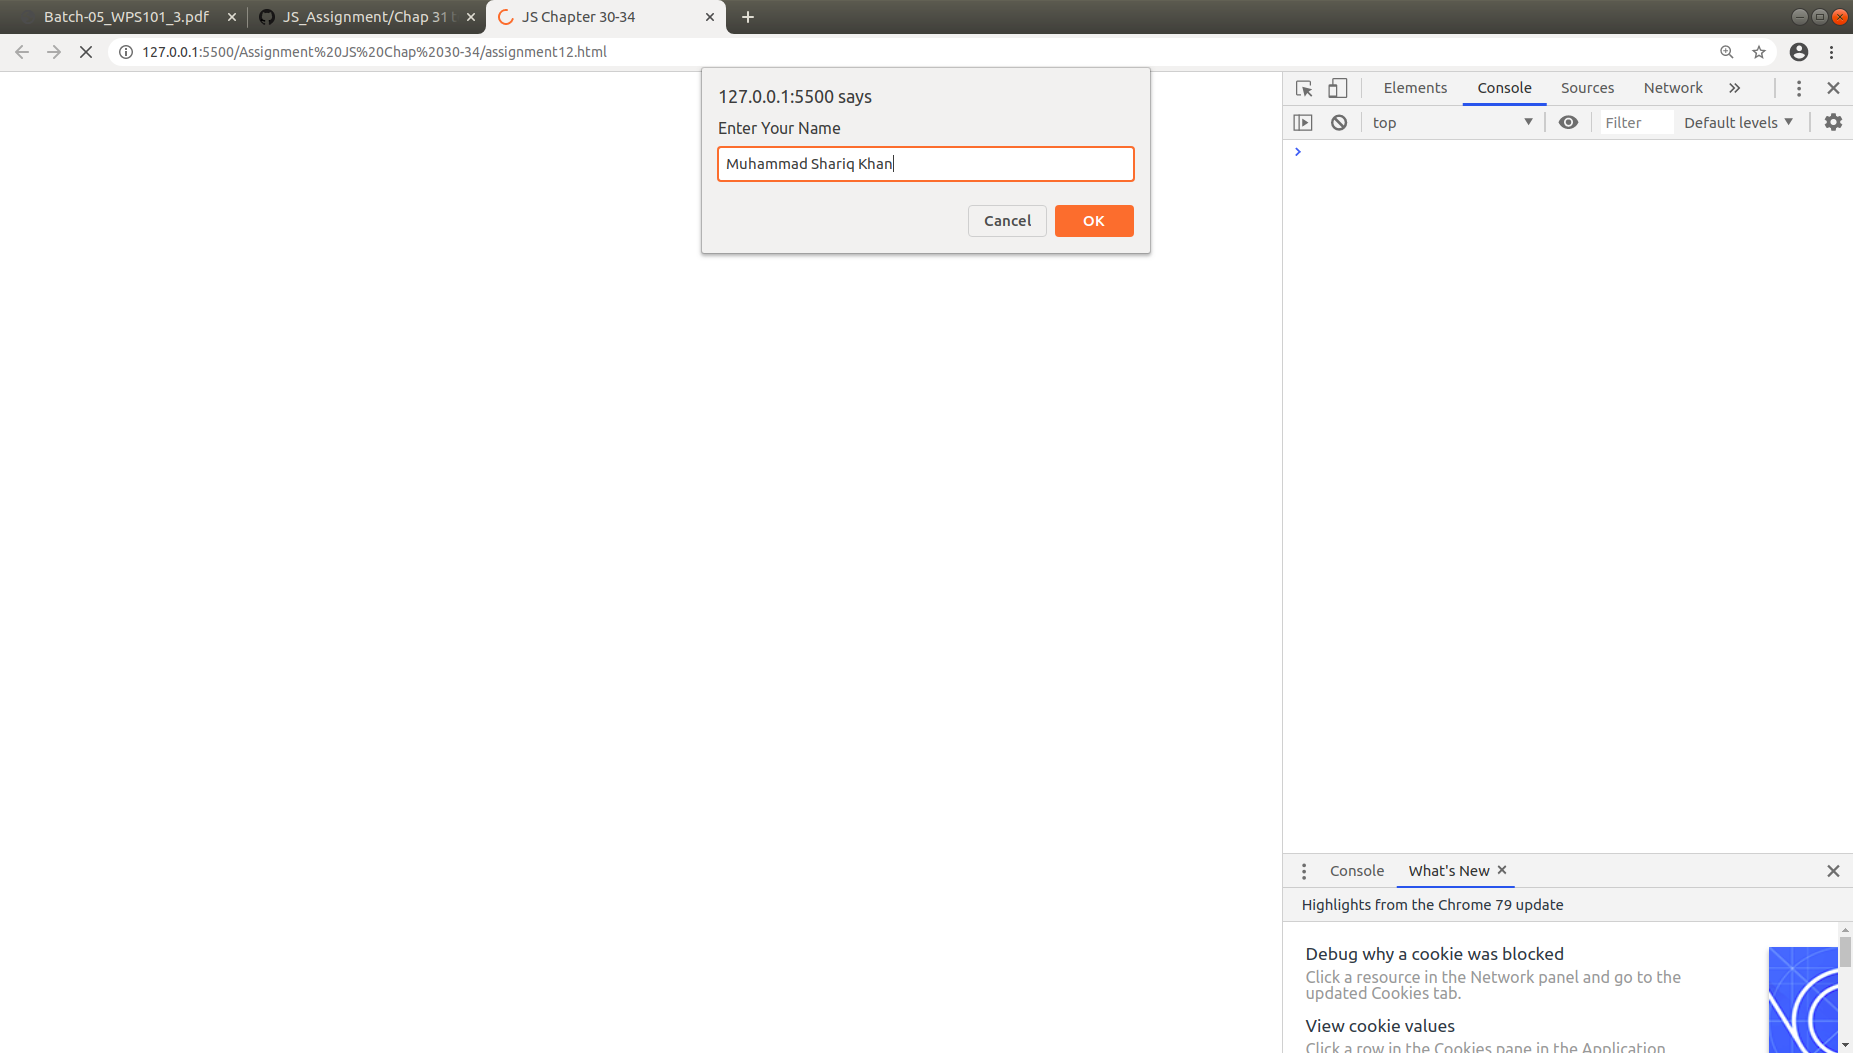 Batch-05_WPS101_3.pdf
JS_Assignment/Chap 31 t
JS Chapter 30-34
127.0.0.1:5500/Assignment%20JS%20Chap%2030-34/assignment12.html
127.0.0.1:5500 says
Enter Your Name
Muhammad Shariq Khan
Cancel
OK
Elements
Console
Sources
Network
top
Filter
Default levels
Console
What's New
Highlights from the Chrome 79 update
Debug why a cookie was blocked
Click a resource in the Network panel and go to the
updated Cookies tab.
View cookie values
Click a row in the Cookies pane in the Application